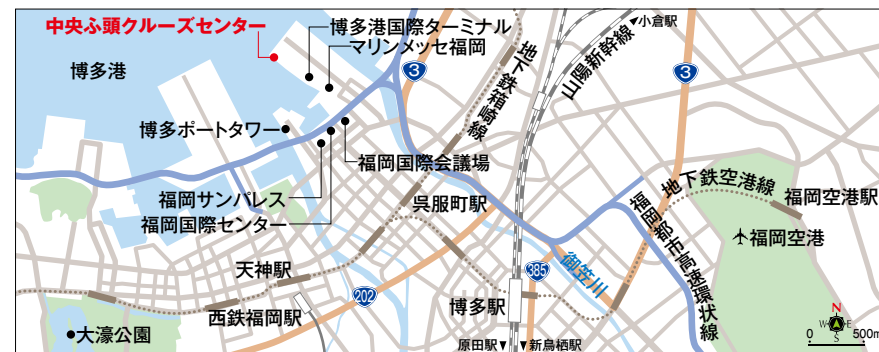 中央ふ頭クルーズセンター
博多港国際ターミナル
マリンメッセ福岡
小倉駅
山陽新幹線
地下鉄箱崎線
3
3
博多港
博多ポートタワー
福岡国際会議場
福岡サンパレス
福岡国際センター
呉服町駅
地下鉄空港線
福岡空港駅
福岡空港
福岡都市高速環状線
天神駅
385
御笠川
202
博多駅
西鉄福岡駅
大濠公園
原田駅
新鳥栖駅
N
W
E
S
0 500m